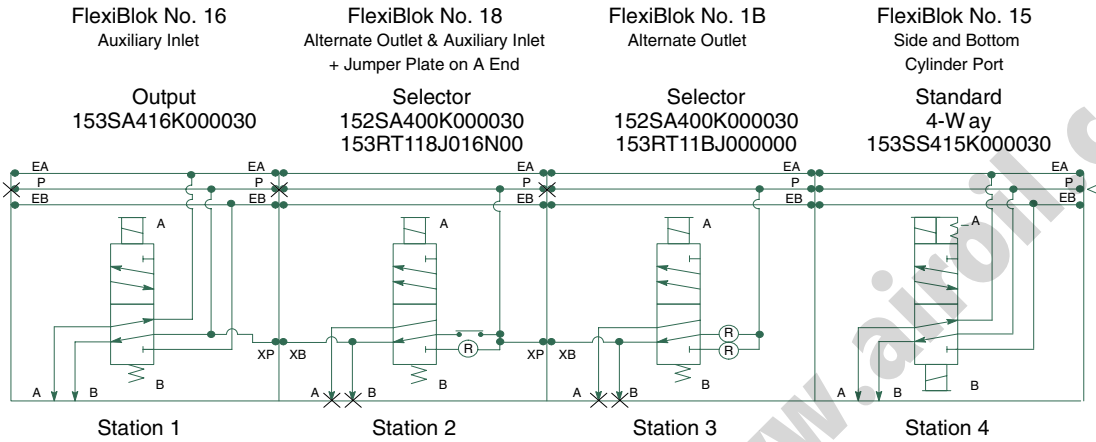 FlexiBlok No. 16
Auxiliary Inlet
FlexiBlok No. 18
Alternate Outlet & Auxiliary Inlet
+ Jumper Plate on A End
FlexiBlok No. 1B
Alternate Outlet
FlexiBlok No. 15
Side and Bottom
Cylinder Port
Output
153SA416K000030
Selector
152SA400K000030
153RT118J016N00
Selector
152SA400K000030
153RT11BJ000000
Standard
4-Way
153SS415K000030
EA EA EA EA EA EA
P P P P P P
EB EB EB EB EB EB
A A A A
R
R
R
XP XB XP XB
B B B B
A B A B A B A B
Station 1 Station 2 Station 3 Station 4
www.airoil.c